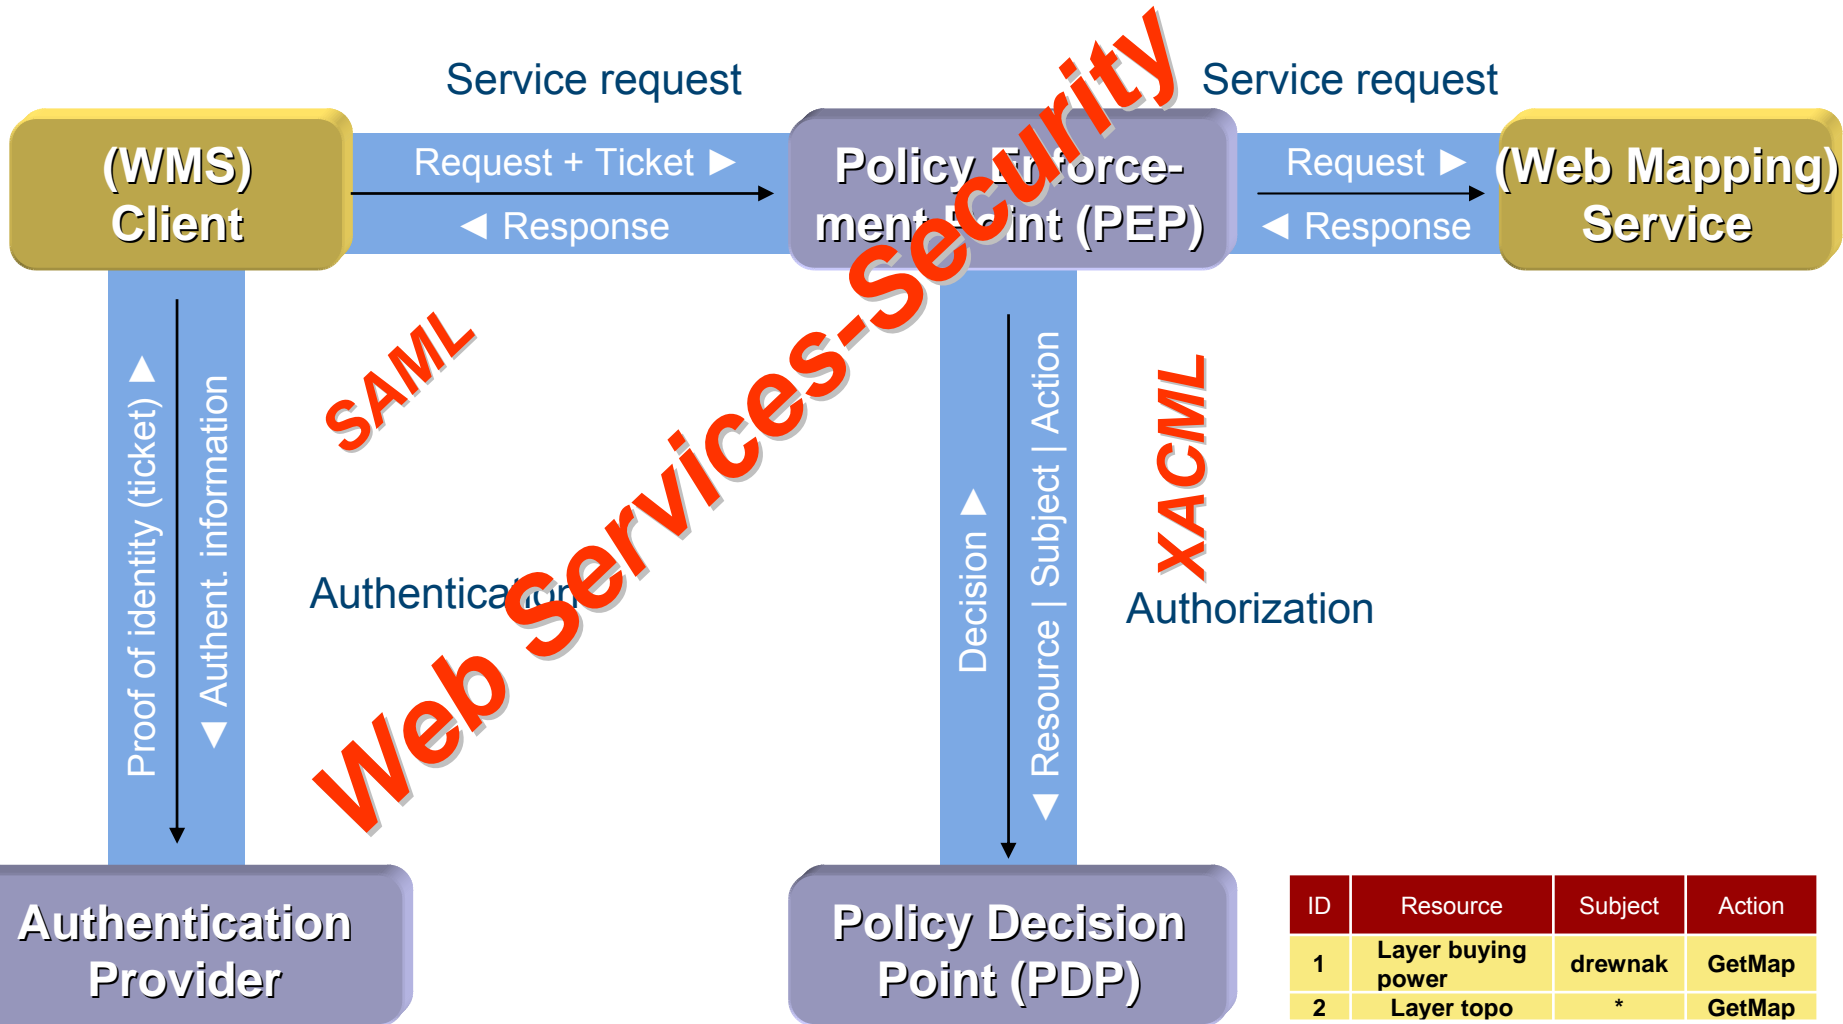 Service request
Service request
(WMS)
Client
Request + Ticket ►
◄ Response
Policy Enforce-
ment Point (PEP)
Request ►
◄ Response
(Web Mapping)
Service
Proof of identity (ticket) ►
◄ Authent. information
SAML
Authentication
Web Services-Security
Decision ►
◄ Resource | Subject | Action
XACML
Authorization
Authentication
Provider
Policy Decision
Point (PDP)
ID Resource Subject Action
1 Layer buying power drewnak GetMap
2 Layer topo * GetMap